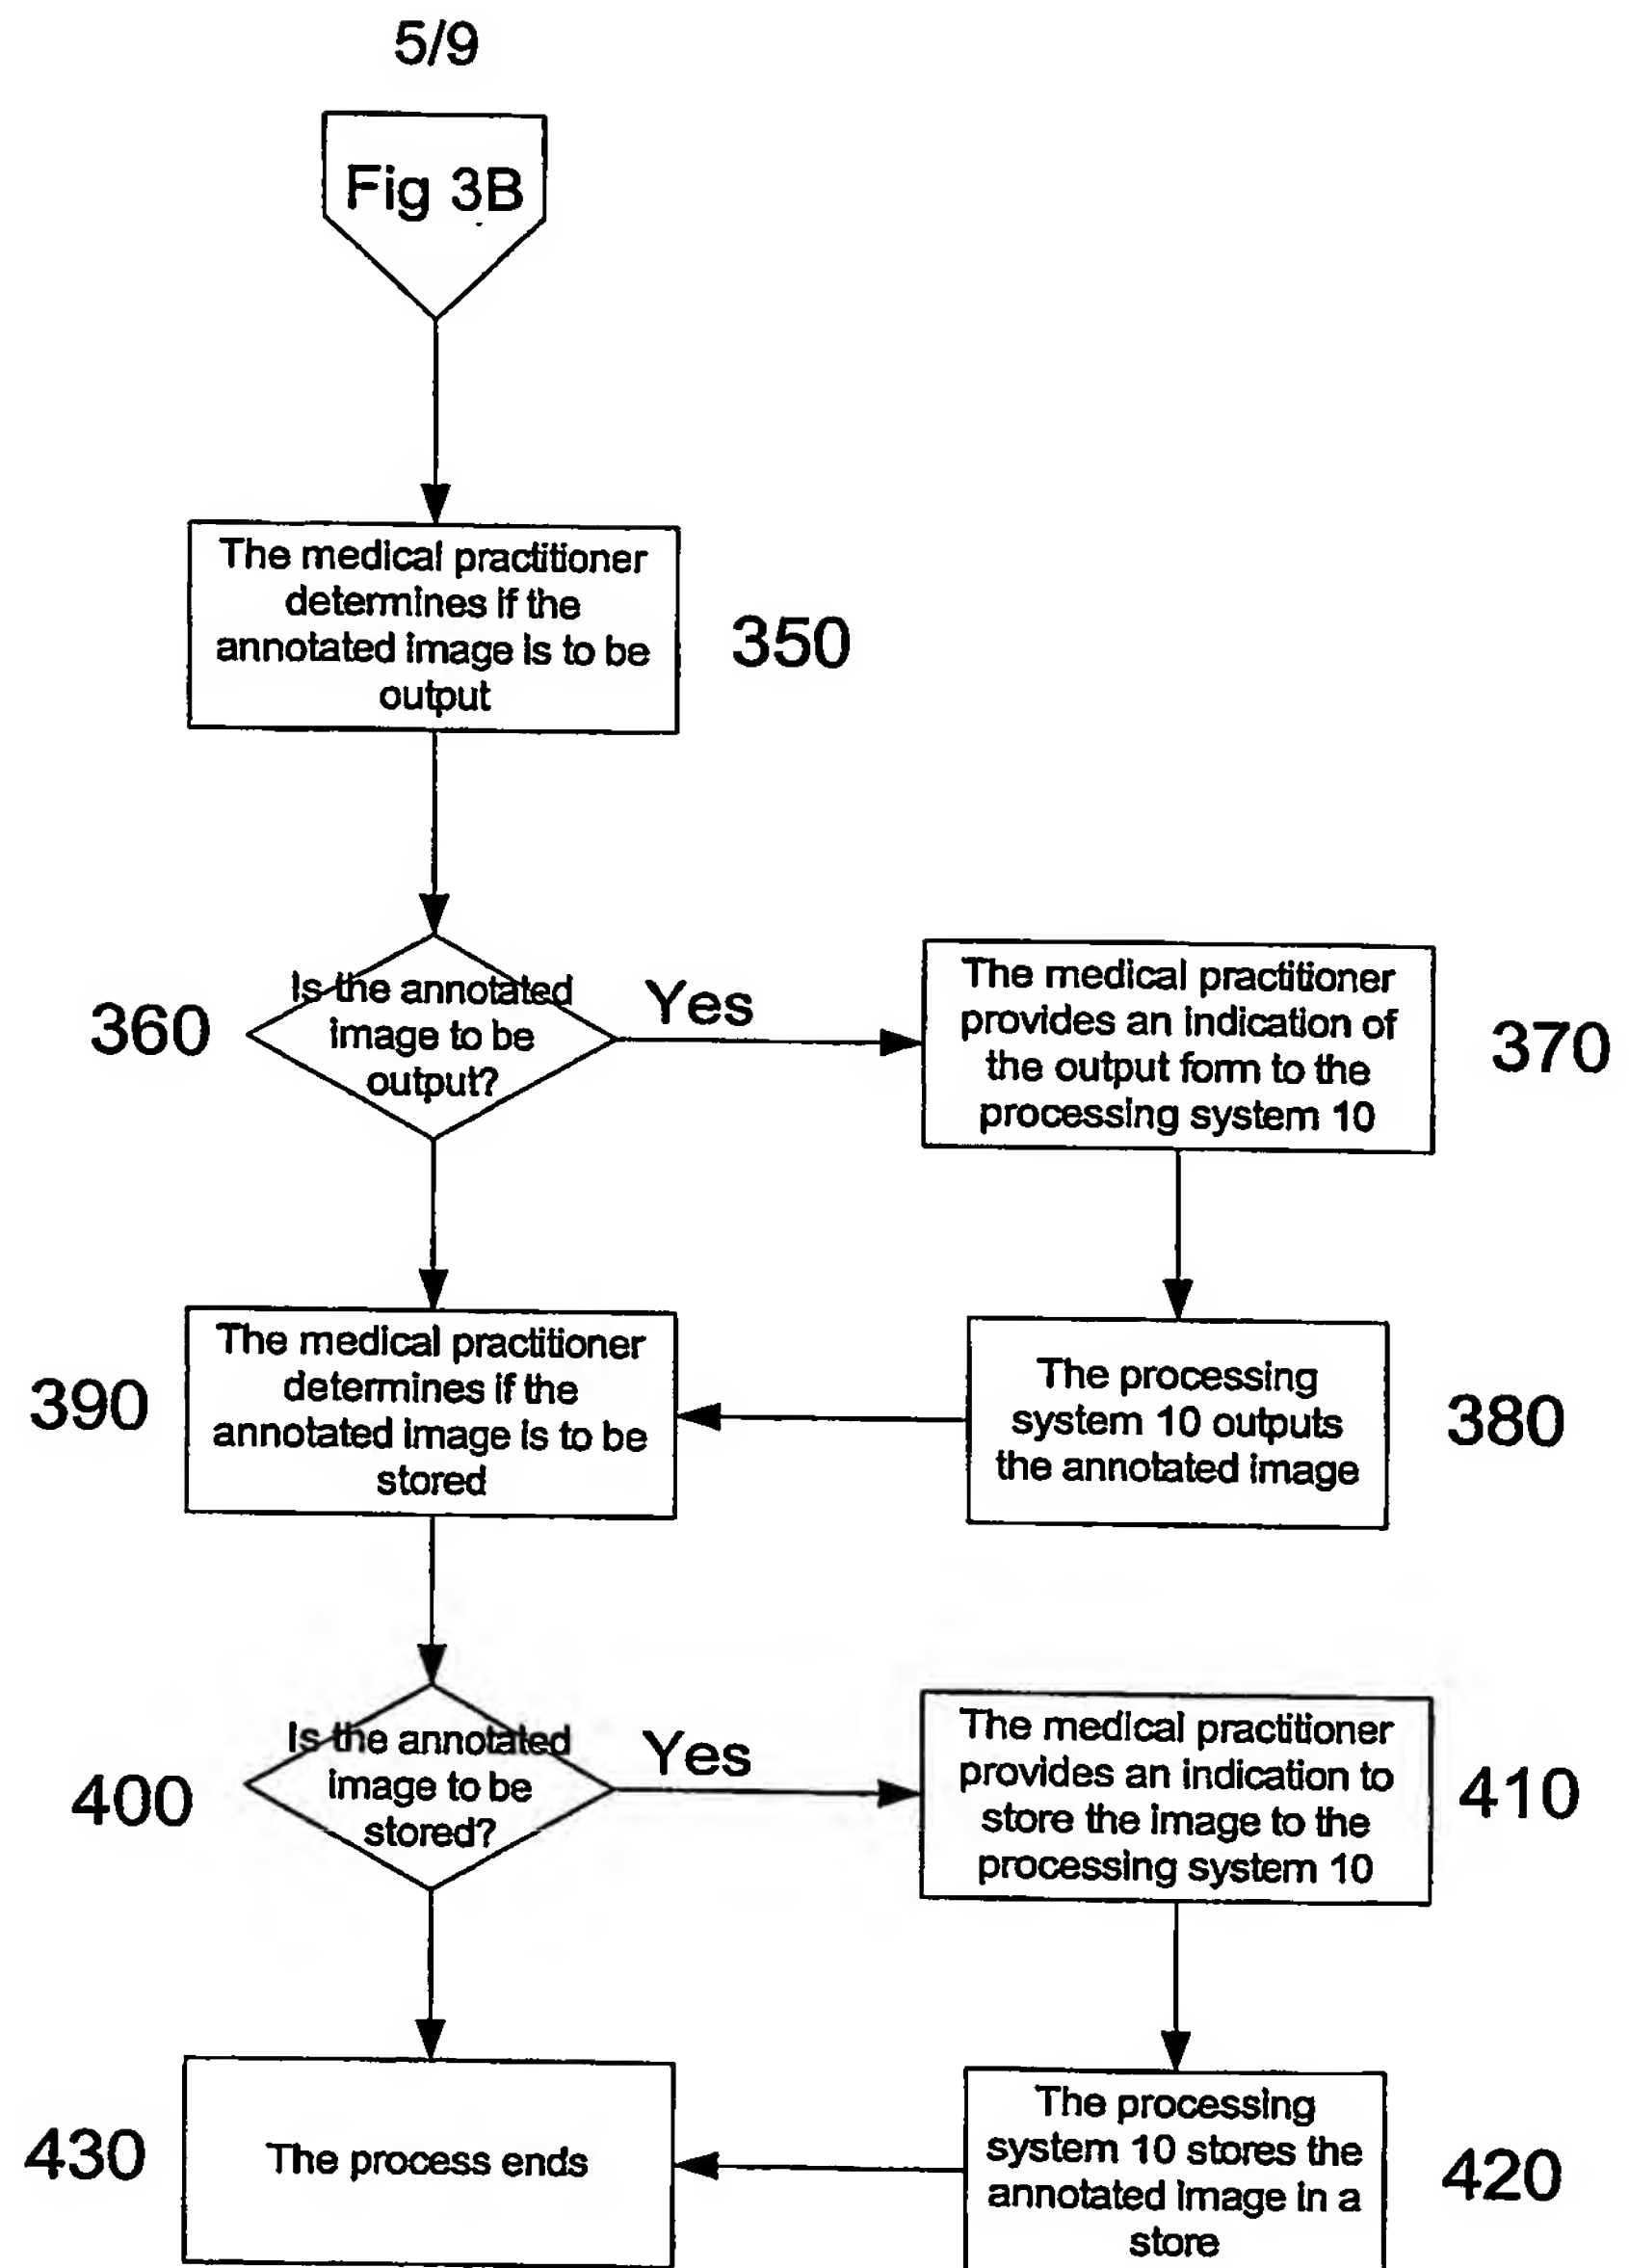 5/9
Fig 3B
The medical practitioner
determines if the
annotated image is to be
output
350
360
Is the annotated
image to be
output?
Yes
The medical practitioner
provides an indication of
the output form to the
processing system 10
370
390
The medical practitioner
determines if the
annotated image is to be
stored
The processing
system 10 outputs
the annotated image
380
400
Is the annotated
image to be
stored?
Yes
The medical practitioner
provides an indication to
store the image to the
processing system 10
410
430
The process ends
The processing
system 10 stores the
annotated image in a
store
420